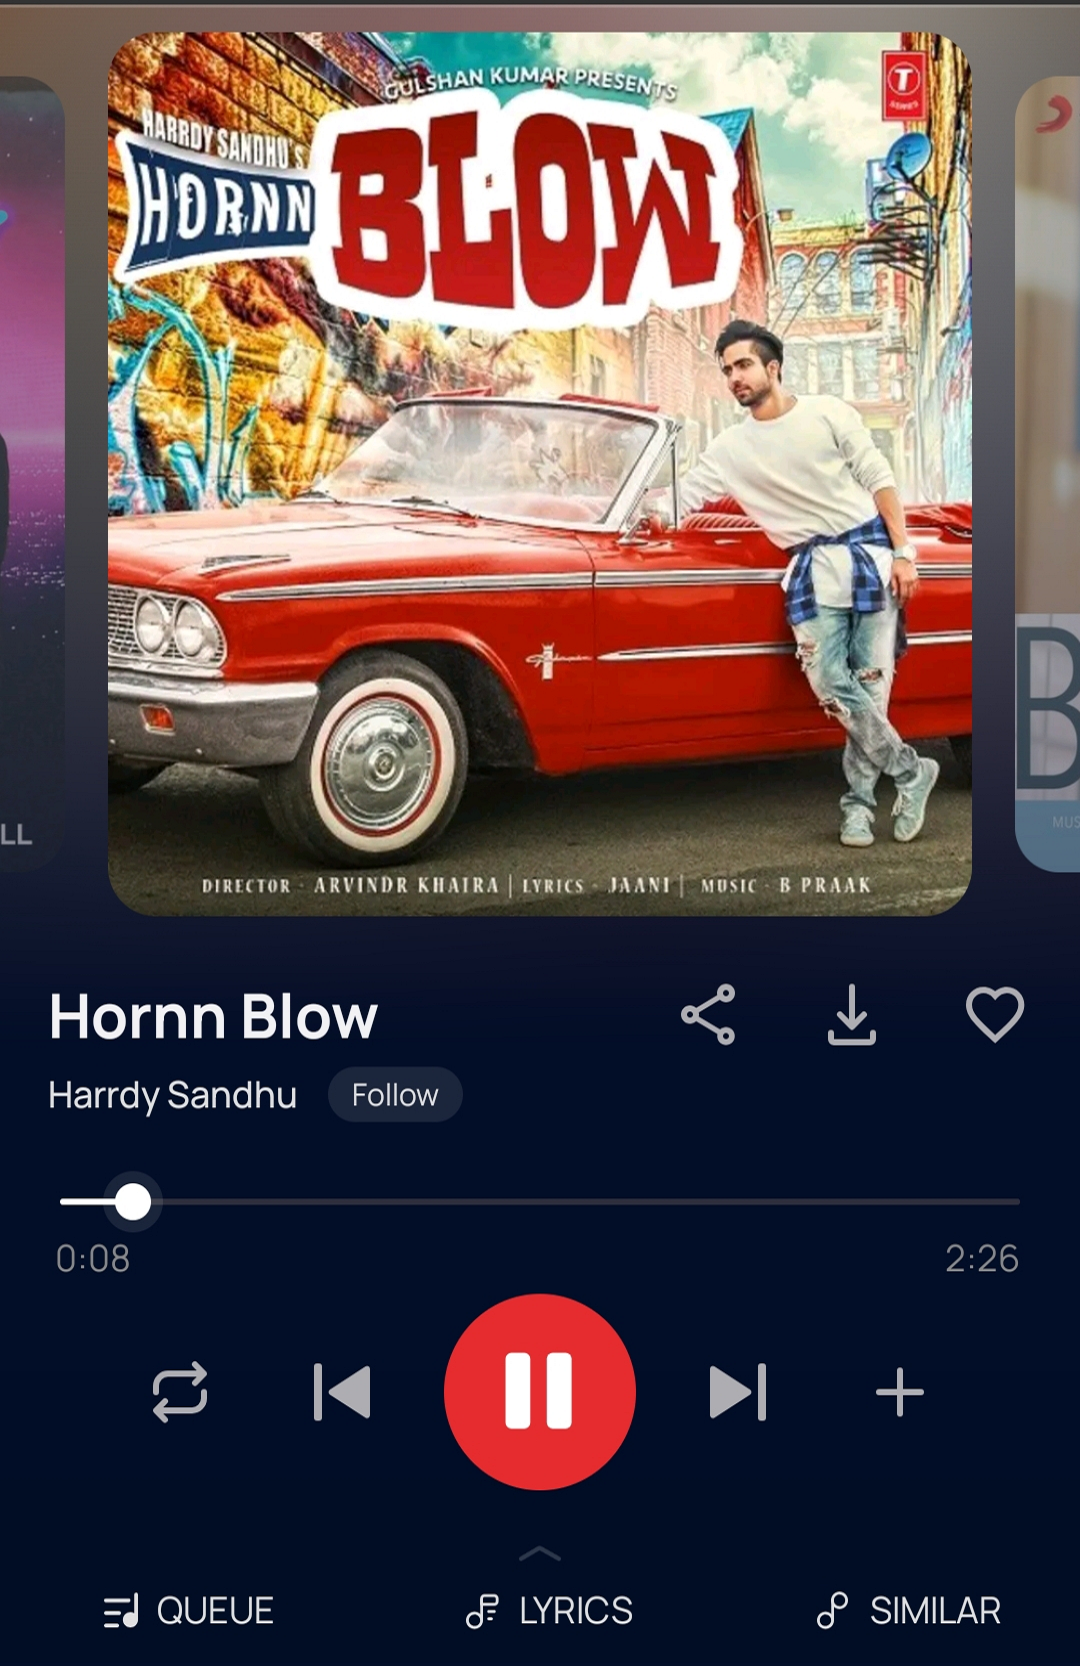 GULSHAN KUMAR PRESENTS
T
SERIES
HARRDY SANDHU'S
HORNN
BLOW
LL
B
MUS
DIRECTOR · ARVINDR KHAIRA | LYRICS · JAANI | MUSIC · B PRAAK
Hornn Blow
Harrdy Sandhu Follow
0:08 2:26
QUEUE LYRICS SIMILAR